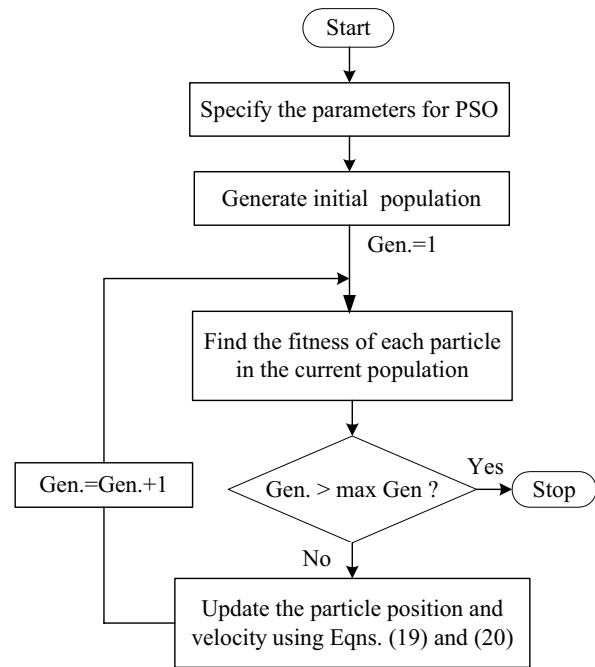 Start
Specify the parameters for PSO
Generate initial population
Gen.=1
Find the fitness of each particle
in the current population
Gen.=Gen.+1
Gen. > max Gen ?
Yes
Stop
No
Update the particle position and
velocity using Eqns. (19) and (20)